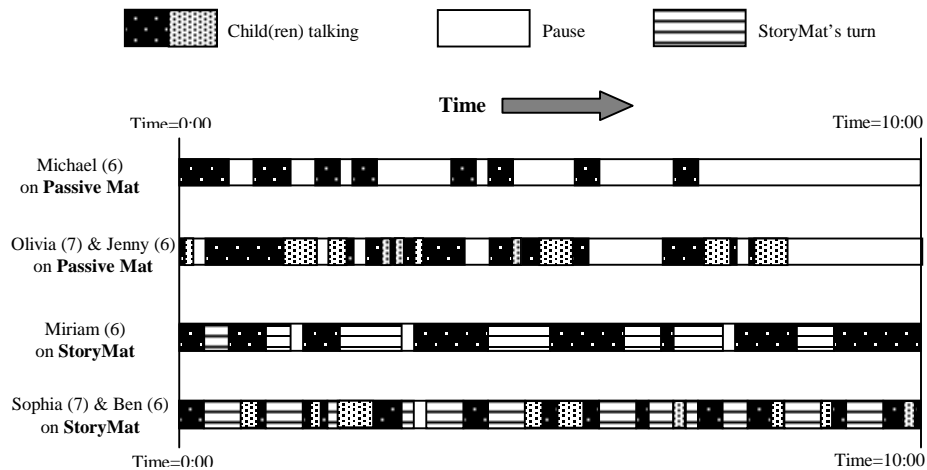 Child(ren) talking
Pause
StoryMat's turn
Time
Time=0:00
Time=10:00
Michael (6)
on Passive Mat
Olivia (7) & Jenny (6)
on Passive Mat
Miriam (6)
on StoryMat
Sophia (7) & Ben (6)
on StoryMat
Time=0:00
Time=10:00